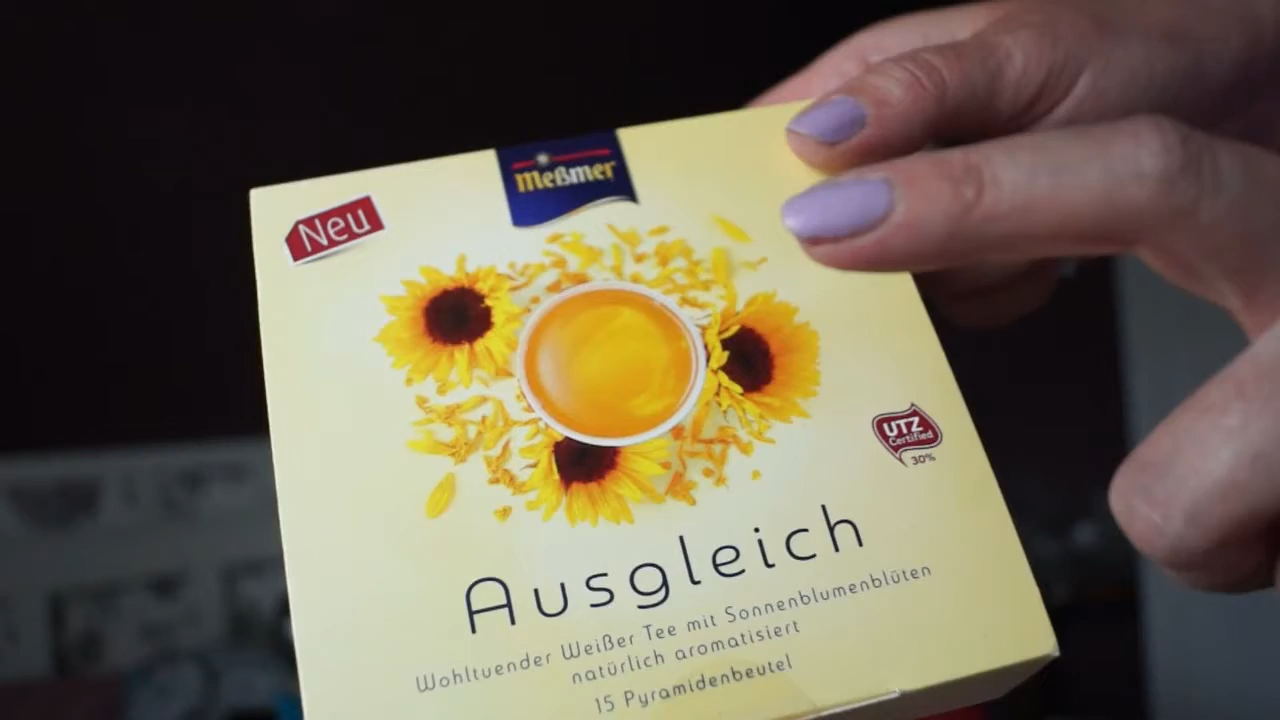 Meßmer
Neu
UTZ
Certified
30%
Ausgleich
Wohltuender Weißer Tee mit Sonnenblumenblüten
natürlich aromatisiert
15 Pyramidenbeutel